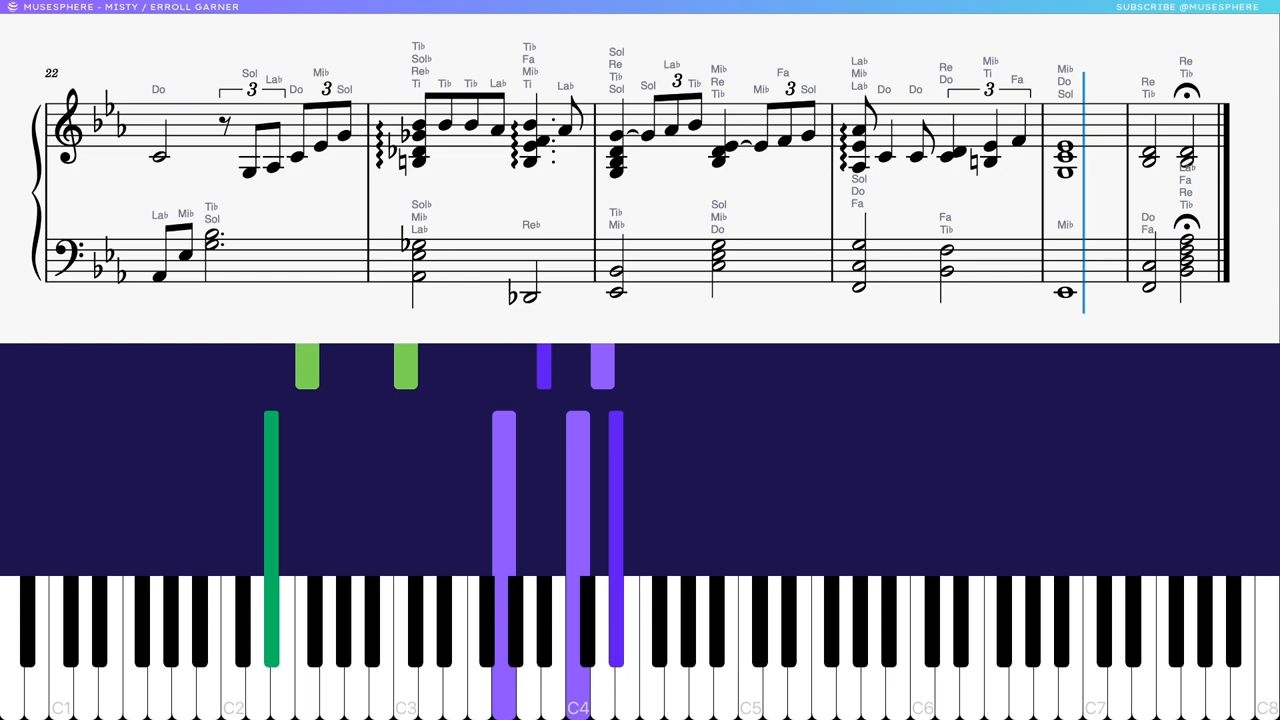 MUSESPHERE - MISTY / ERROLL GARNER
SUBSCRIBE @MUSESPHERE
22
Do
Sol
Lab
3
Do
Mib
3
Sol
Tib
Solb
Reb
Ti
Tib
Tib
Lab
Tib
Fa
Mib
Ti
Lab
Sol
Re
Tib
Sol
Sol
Lab
3
Tib
Mib
Re
Tib
Mib
Fa
3
Sol
Lab
Mib
Lab
Do
Do
Re
Do
3
Mib
Ti
Fa
Mib
Do
Sol
Re
Tib
Re
Tib
Lab
Mib
Tib
Sol
Solb
Mib
Lab
Reb
Tib
Mib
Sol
Mib
Do
Sol
Do
Fa
Fa
Tib
Mib
Do
Fa
Lab
Fa
Re
Tib
C1
C2
C3
C4
C5
C6
C7
C8